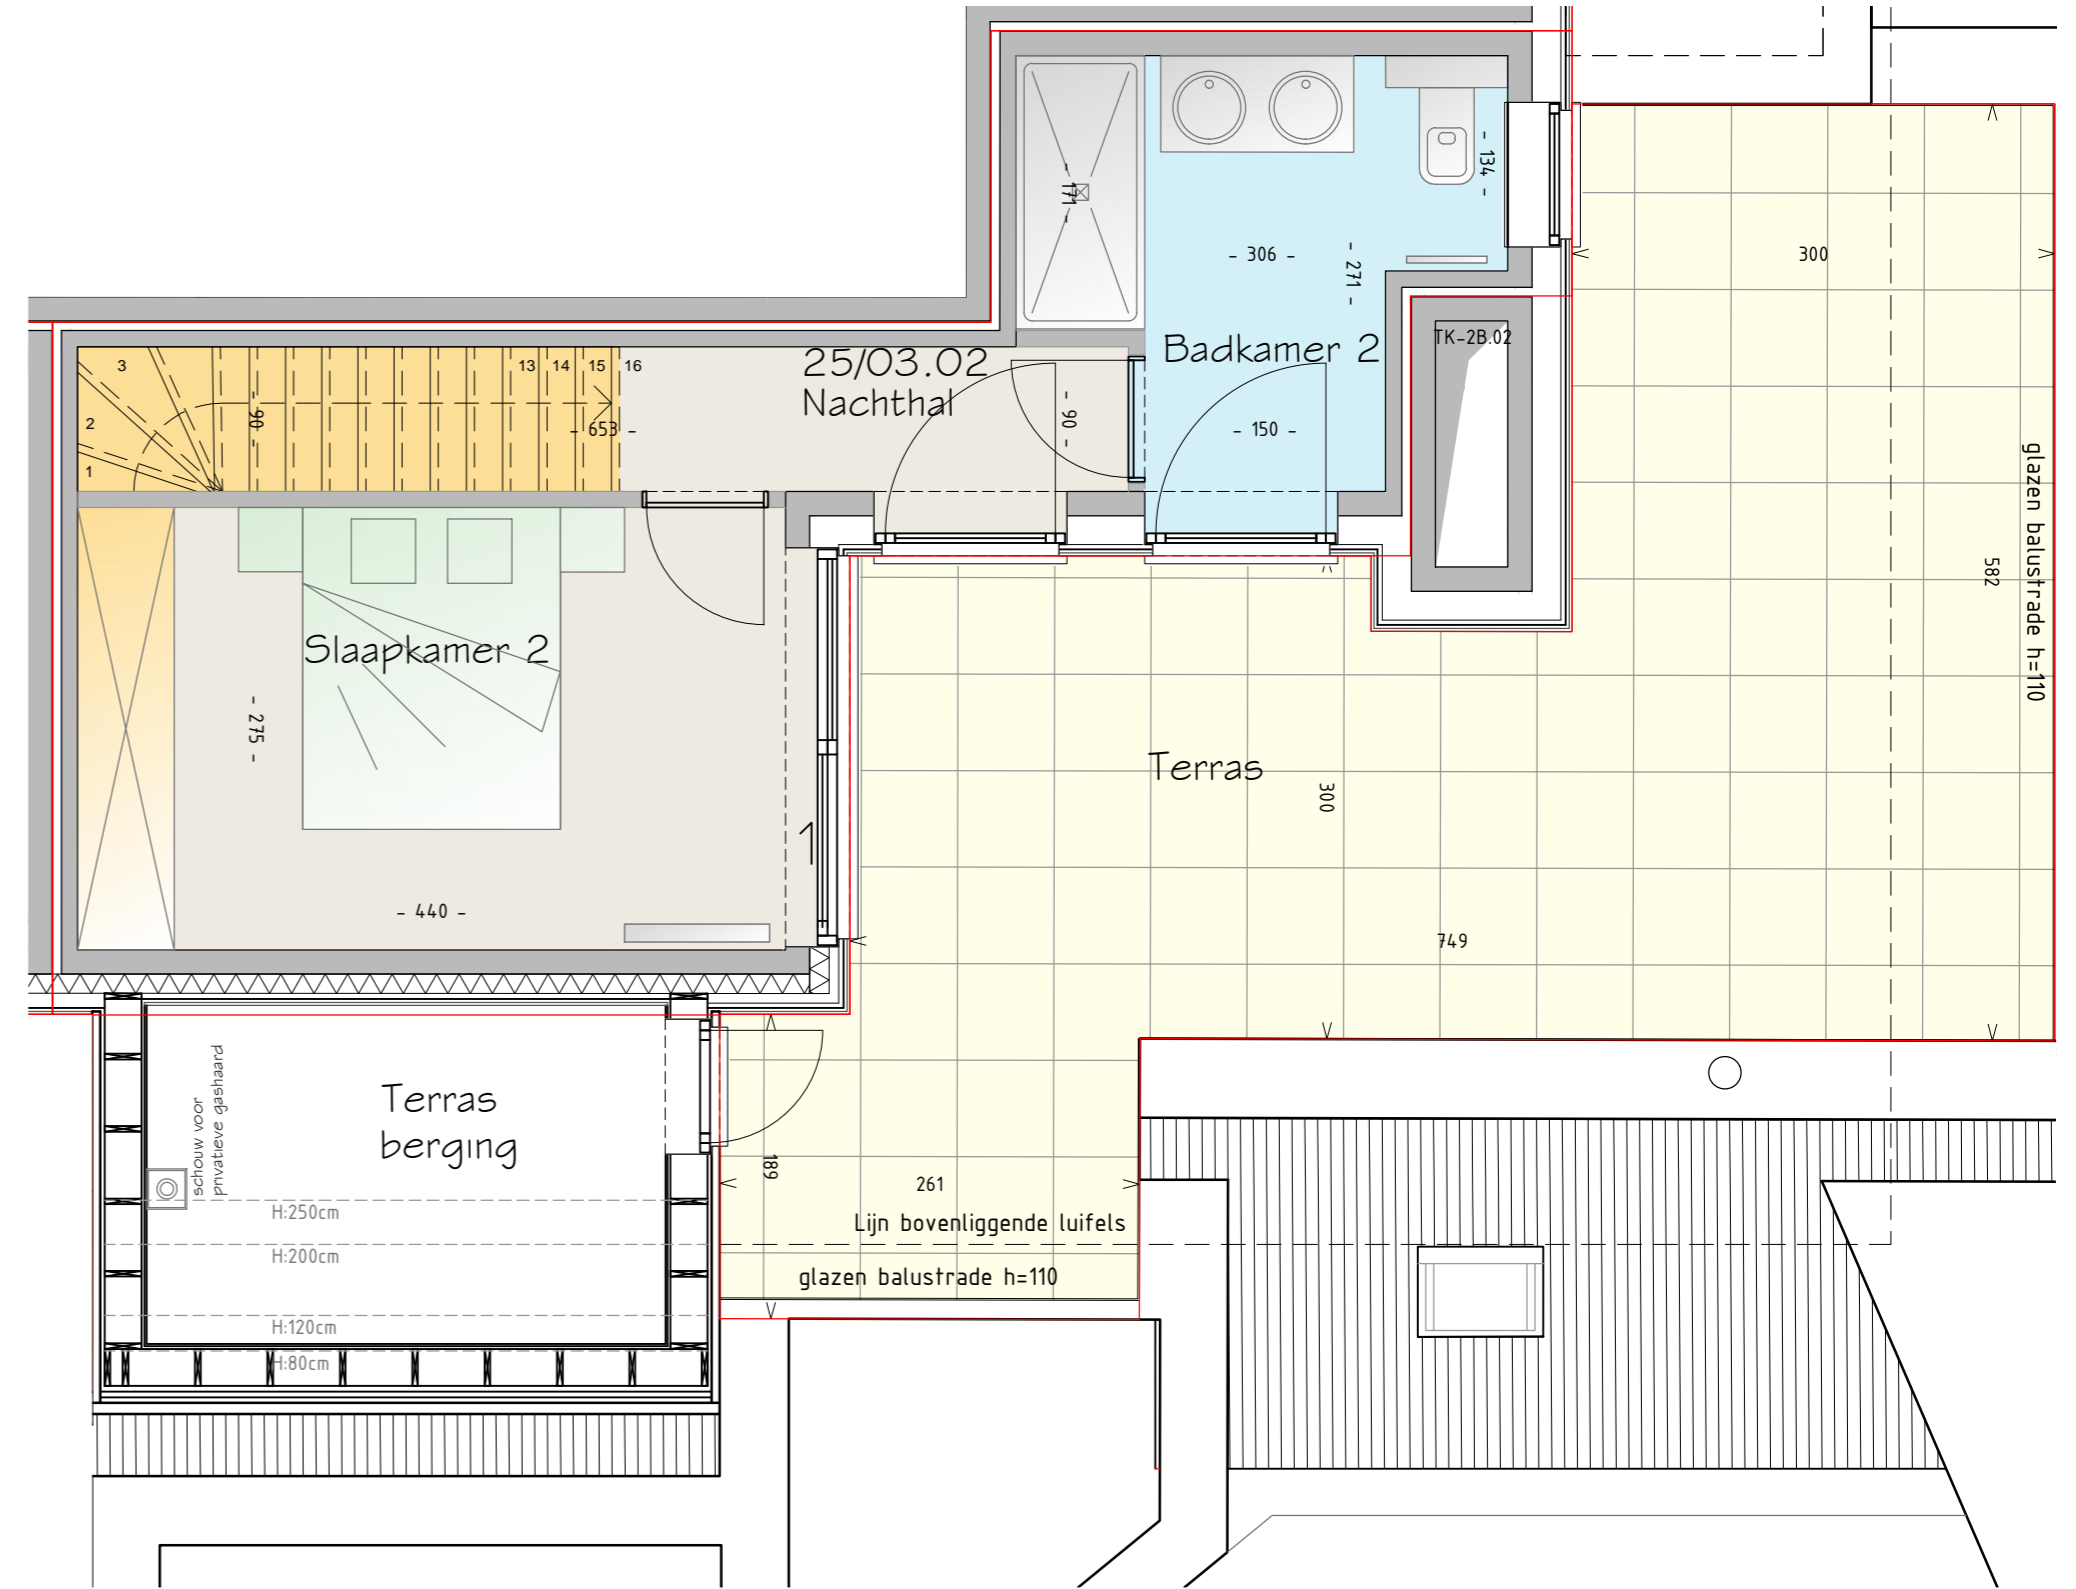 - 134 -
- 171 -
- 306 -
- 271 -
300
TK-2B.02
Badkamer 2
25/03.02
Nachthal
3
13
14
15
16
2
1
- 90 -
- 653 -
- 90 -
- 150 -
glazen balustrade h=110
582
Slaapkamer 2
- 275 -
- 440 -
1
Terras
300
749
schouw voor
privatieve gashaard
Terras
berging
189
261
Lijn bovenliggende luifels
glazen balustrade h=110
H:250cm
H:200cm
H:120cm
H:80cm